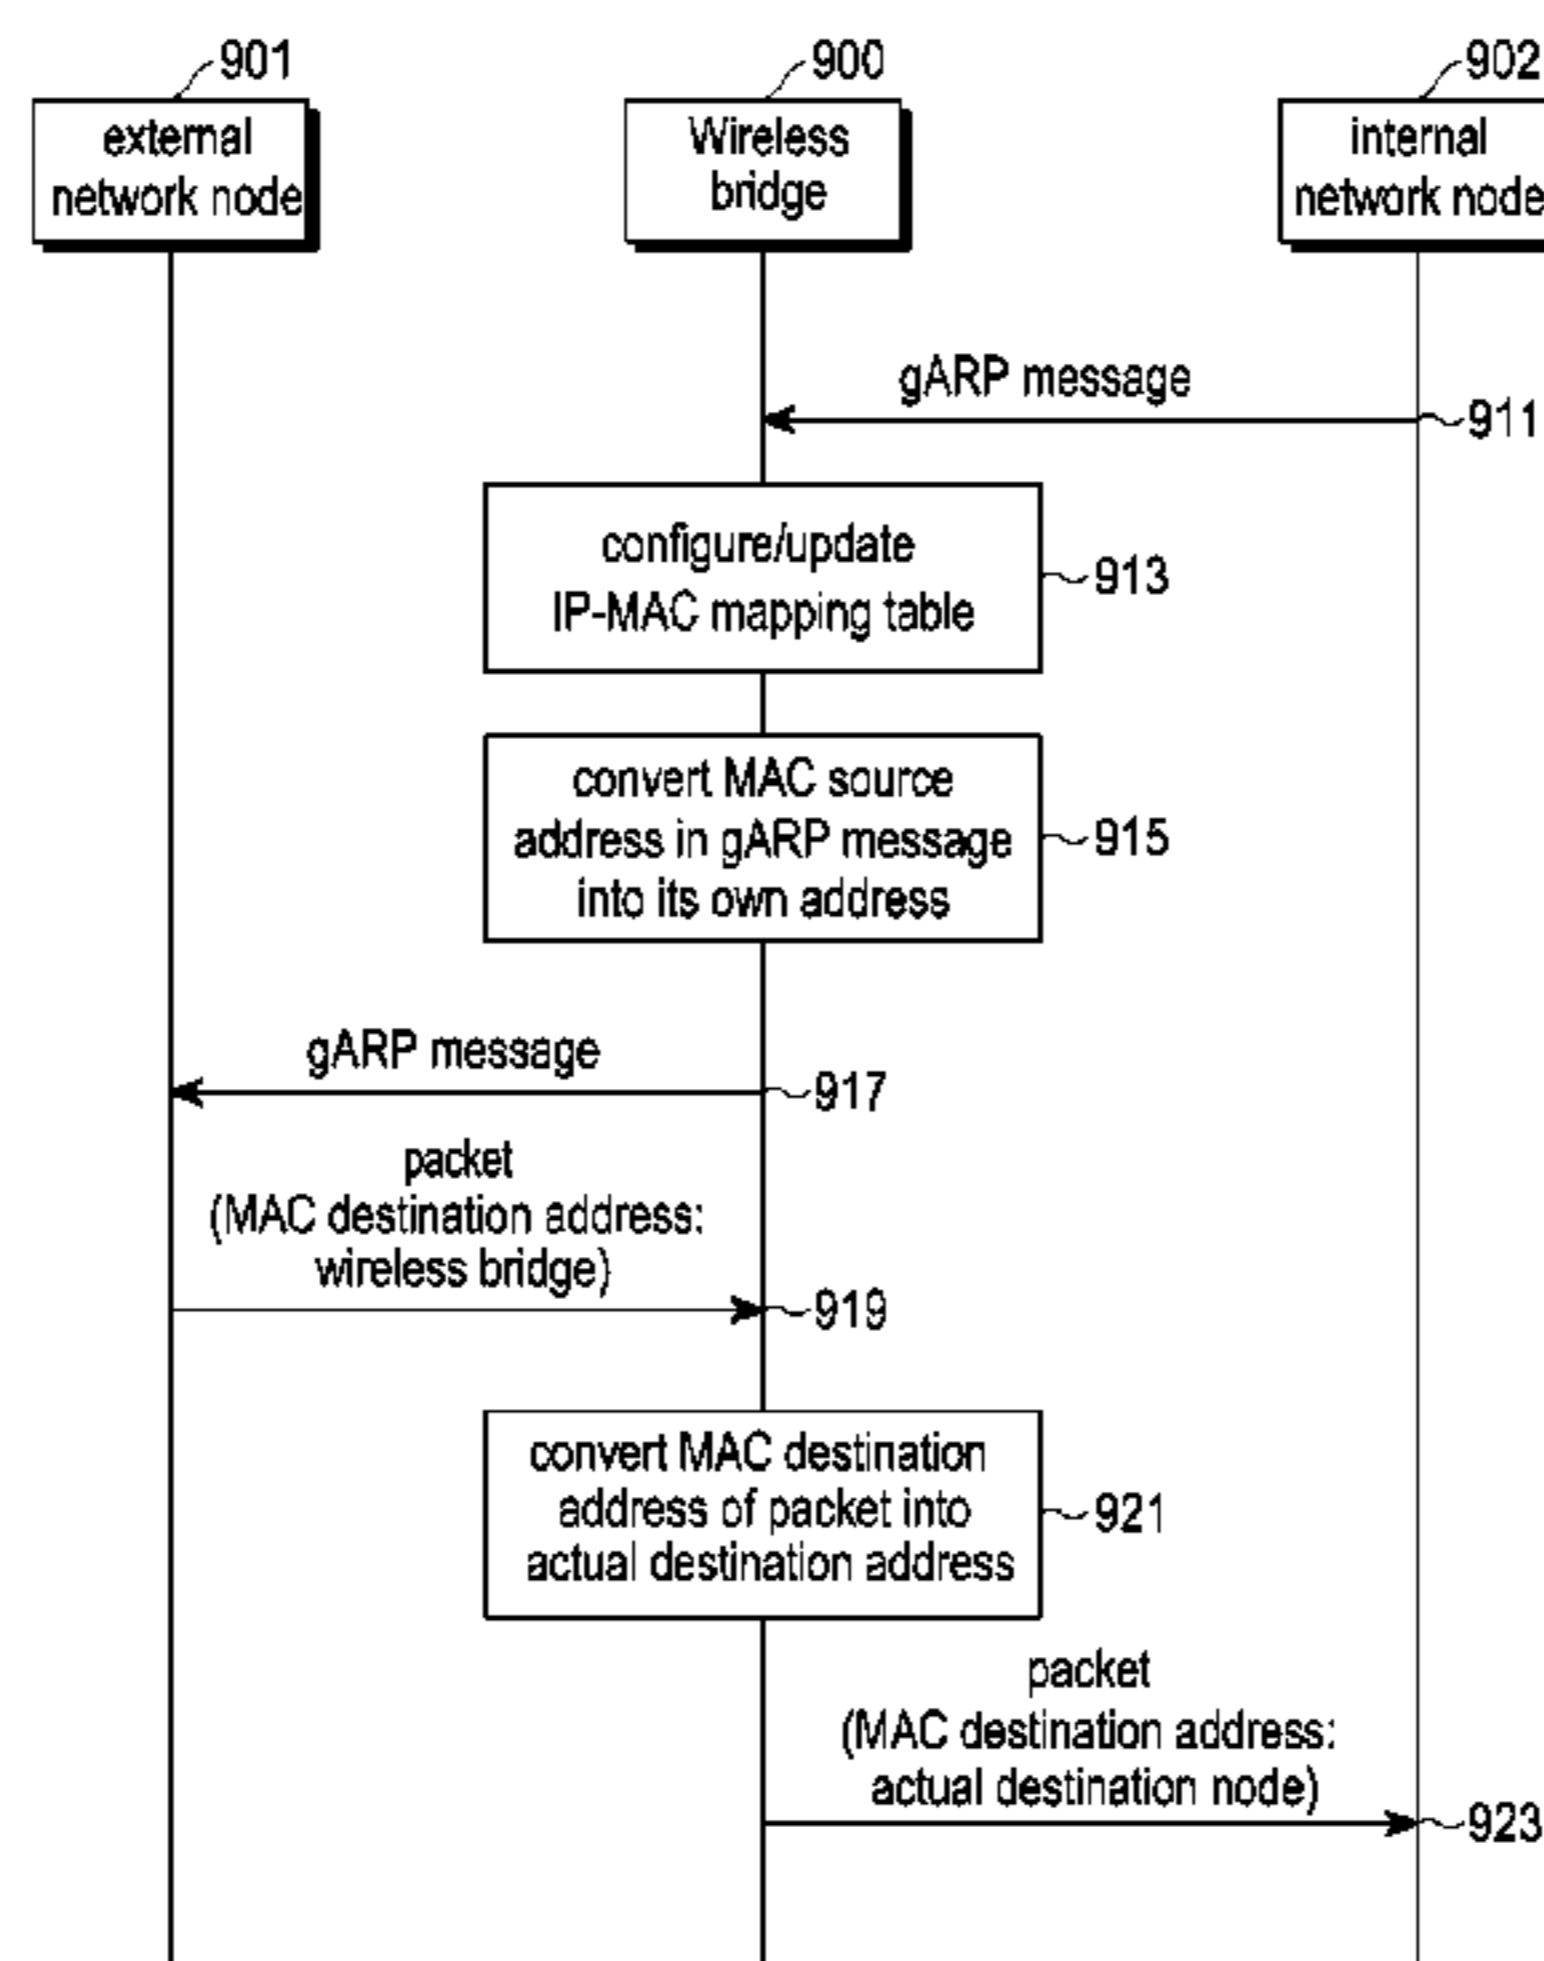 901
900
902
external
network node
Wireless
bridge
internal
network node
gARP message
911
configure/update
IP-MAC mapping table
913
convert MAC source
address in gARP message
into its own address
915
gARP message
917
packet
(MAC destination address:
wireless bridge)
919
convert MAC destination
address of packet into
actual destination address
921
packet
(MAC destination address:
actual destination node)
923